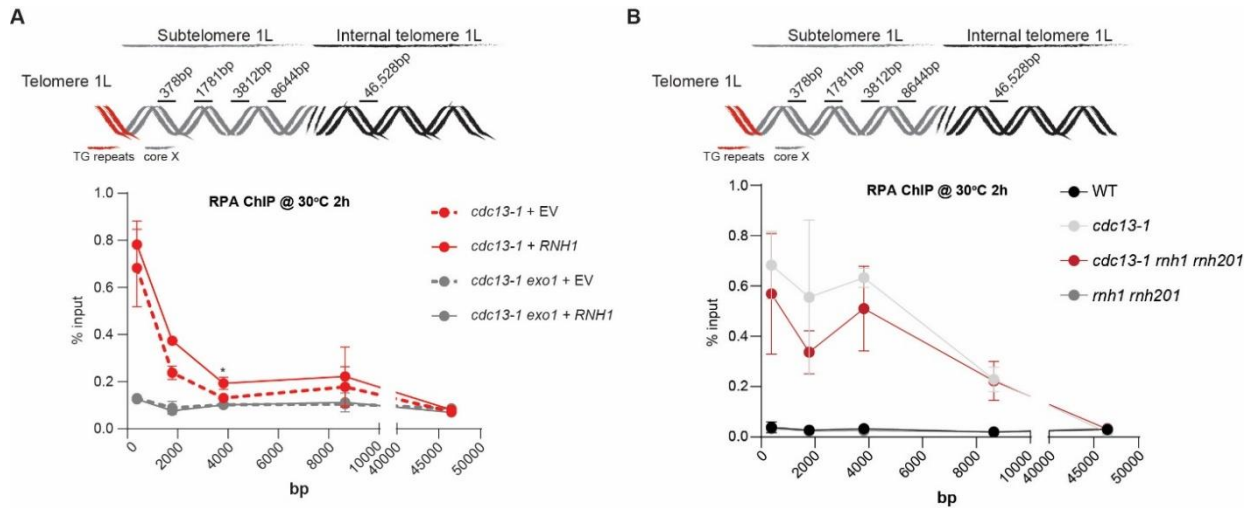 A
Subtelomere 1L
Internal telomere 1L
Telomere 1L
378bp
1781bp
3812bp
8644bp
46,528bp
TG repeats
core X
RPA ChIP @ 30°C 2h
1.0
0.8
0.6
0.4
0.2
0.0
% input
*
0
2000
4000
6000
8000
10000
40000
45000
50000
bp
cdc13-1 + EV
cdc13-1 + RNH1
cdc13-1 exo1 + EV
cdc13-1 exo1 + RNH1
B
Subtelomere 1L
Internal telomere 1L
Telomere 1L
378bp
1781bp
3812bp
8644bp
46,528bp
TG repeats
core X
RPA ChIP @ 30°C 2h
1.0
0.8
0.6
0.4
0.2
0.0
% input
0
2000
4000
6000
8000
10000
40000
45000
50000
bp
WT
cdc13-1
cdc13-1 rnh1 rnh201
rnh1 rnh201